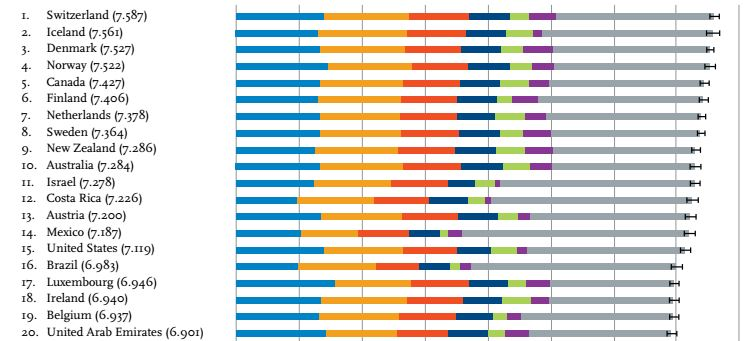 1. Switzerland (7.587)
2. Iceland (7.561)
3. Denmark (7.527)
4. Norway (7.522)
5. Canada (7.427)
6. Finland (7.406)
7. Netherlands (7.378)
8. Sweden (7.364)
9. New Zealand (7.286)
10. Australia (7.284)
11. Israel (7.278)
12. Costa Rica (7.226)
13. Austria (7.200)
14. Mexico (7.187)
15. United States (7.119)
16. Brazil (6.983)
17. Luxembourg (6.946)
18. Ireland (6.940)
19. Belgium (6.937)
20. United Arab Emirates (6.901)